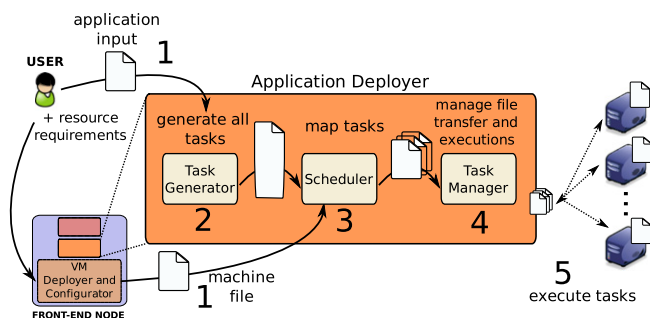 application
input
1
USER
+ resource
requirements
Application Deployer
generate all
tasks
map tasks
manage file
transfer and
executions
Task
Generator
Scheduler
Task
Manager
2
3
4
VM
Deployer and
Configurator
FRONT-END NODE
1
machine
file
5
execute tasks